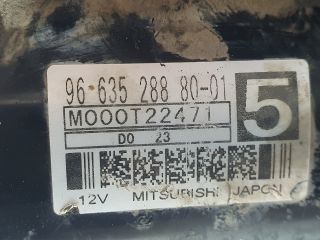 96 635 288 80-01
M000T22471
5
D0 23
12V MITSUBISHI JAPON